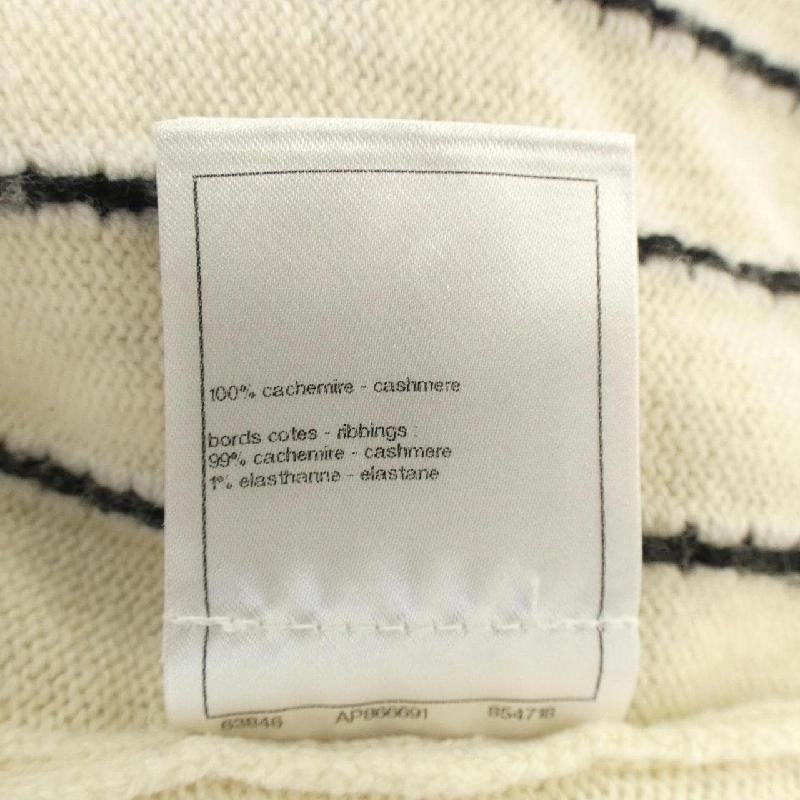 100% cachemire - cashmere
bords cotes - ribbings :
99% cachemire - cashmere
1% elasthanne - elastane
63846 AP866691 854718